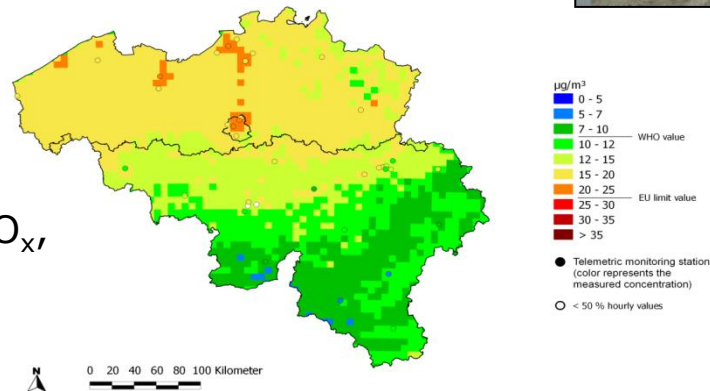 µg/m³
0 - 5
5 - 7
7 - 10
WHO value
10 - 12
12 - 15
15 - 20
20 - 25
EU limit value
25 - 30
30 - 35
> 35
Telemetric monitoring station
(color represents the
measured concentration)
< 50 % hourly values
Oₓ,
N
0 20 40 60 80 100 Kilometer